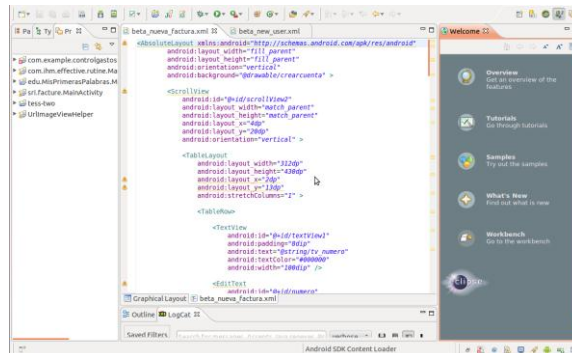 Pa
Ty
Pr
com.example.controlgastos
com.ihm.effective.rutine.Ma
edu.MisPrimerasPalabras.M
sri.facture.MainActivity
tess-two
UrlImageViewHelper
beta_nueva_factura.xml
beta_new_user.xml
<AbsoluteLayout xmlns:android="http://schemas.android.com/apk/res/android"
android:layout_width="fill_parent"
android:layout_height="fill_parent"
android:orientation="vertical"
android:background="@drawable/crearcuenta" >
<ScrollView
android:id="@+id/scrollView2"
android:layout_width="match_parent"
android:layout_height="match_parent"
android:layout_x="4dp"
android:layout_y="20dp"
android:orientation="vertical" >
<TableLayout
android:layout_width="312dp"
android:layout_height="430dp"
android:layout_x="2dp"
android:layout_y="13dp"
android:stretchColumns="1" >
<TableRow>
<TextView
android:id="@+id/textView1"
android:padding="8dip"
android:text="@string/tv_numero"
android:textColor="#000000"
android:width="100dip" />
<EditText
android:id="@+id/numero"
Graphical Layout
beta_nueva_factura.xml
Outline
LogCat
Saved Filters
verbose
Android SDK Content Loader
Welcome
Overview
Get an overview of the
features
Tutorials
Go through tutorials
Samples
Try out the samples
What's New
Find out what is new
Workbench
Go to the workbench
eclipse